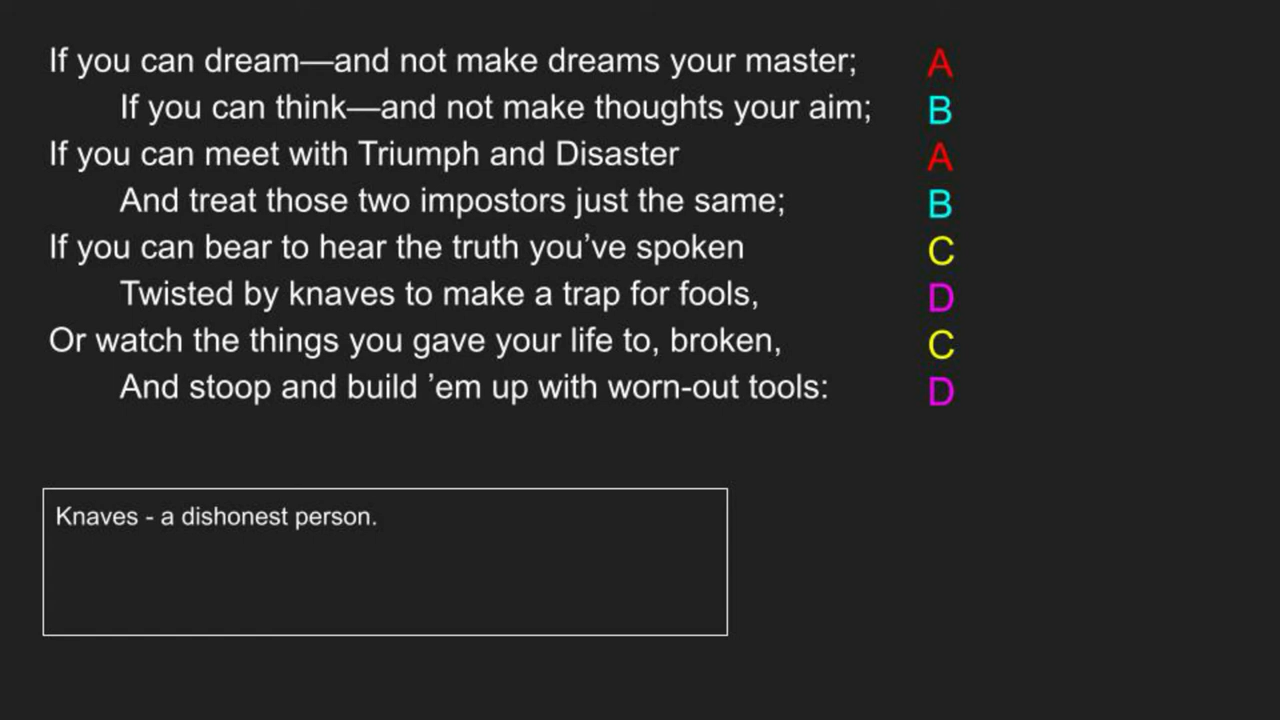 If you can dream—and not make dreams your master; A
If you can think—and not make thoughts your aim; B
If you can meet with Triumph and Disaster A
And treat those two impostors just the same; B
If you can bear to hear the truth you’ve spoken C
Twisted by knaves to make a trap for fools, D
Or watch the things you gave your life to, broken, C
And stoop and build ’em up with worn-out tools: D
Knaves - a dishonest person.